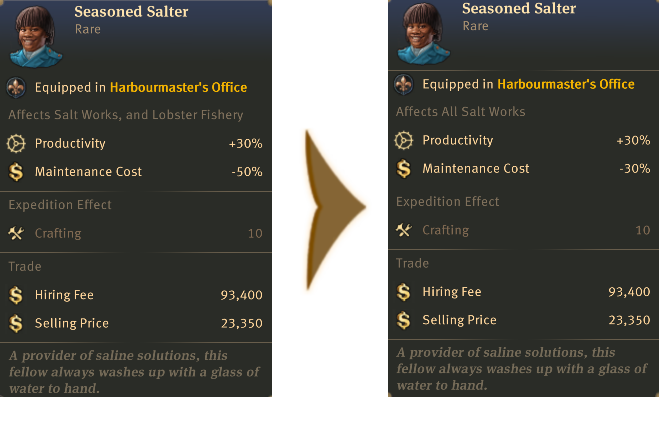 Seasoned Salter
Rare
Equipped in Harbourmaster's Office
Affects Salt Works, and Lobster Fishery
Productivity +30%
Maintenance Cost -50%
Expedition Effect
Crafting 10
Trade
Hiring Fee 93,400
Selling Price 23,350
A provider of saline solutions, this
fellow always washes up with a glass of
water to hand.
Seasoned Salter
Rare
Equipped in Harbourmaster's Office
Affects All Salt Works
Productivity +30%
Maintenance Cost -30%
Expedition Effect
Crafting 10
Trade
Hiring Fee 93,400
Selling Price 23,350
A provider of saline solutions, this
fellow always washes up with a glass of
water to hand.